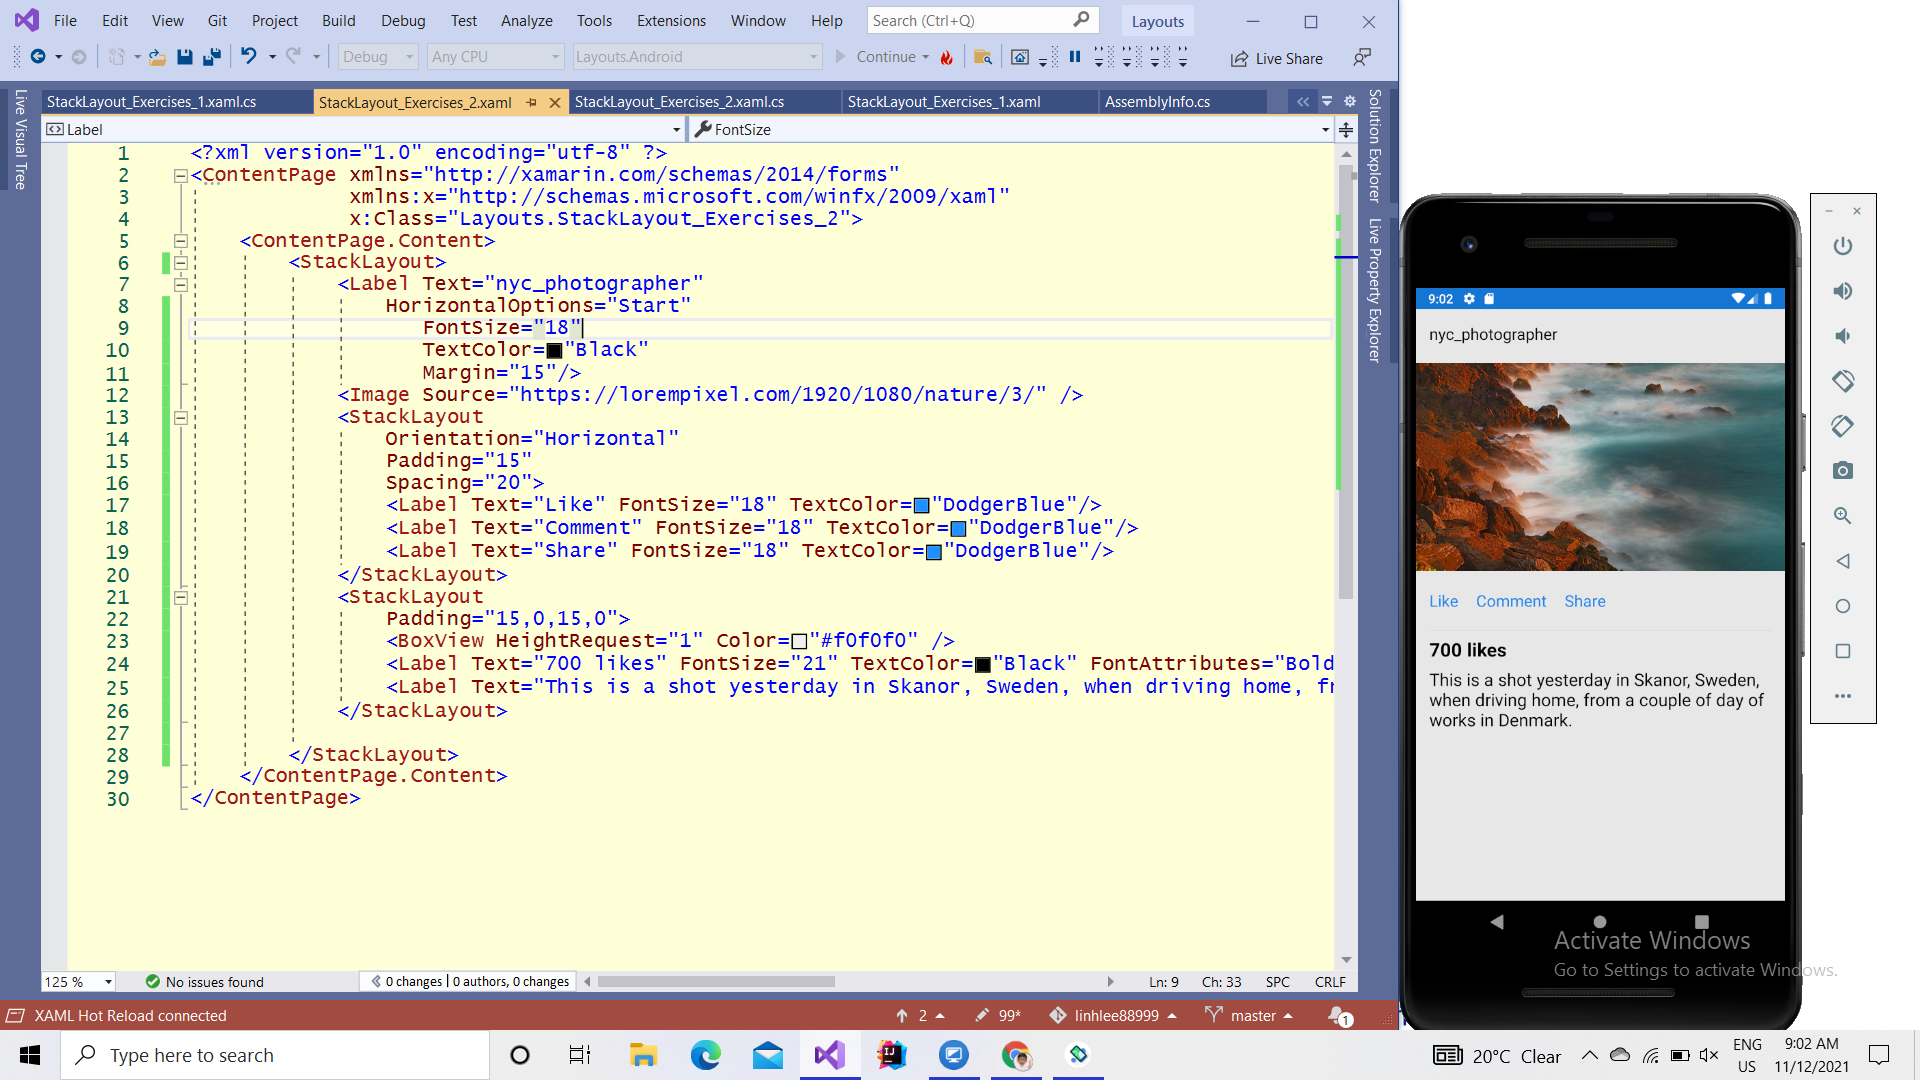 File Edit View Git Project Build Debug Test Analyze Tools Extensions Window Help Search (Ctrl+Q) Layouts
Debug Any CPU Layouts.Android Continue Live Share
StackLayout_Exercises_1.xaml.cs StackLayout_Exercises_2.xaml StackLayout_Exercises_2.xaml.cs StackLayout_Exercises_1.xaml AssemblyInfo.cs
Live Visual Tree
Solution Explorer
Live Property Explorer
Label FontSize
1 <?xml version="1.0" encoding="utf-8" ?>
2 <ContentPage xmlns="http://xamarin.com/schemas/2014/forms"
3 xmlns:x="http://schemas.microsoft.com/winfx/2009/xaml"
4 x:Class="Layouts.StackLayout_Exercises_2">
5 <ContentPage.Content>
6 <StackLayout>
7 <Label Text="nyc_photographer"
8 HorizontalOptions="Start"
9 FontSize="18"
10 TextColor="Black"
11 Margin="15"/>
12 <Image Source="https://lorempixel.com/1920/1080/nature/3/" />
13 <StackLayout
14 Orientation="Horizontal"
15 Padding="15"
16 Spacing="20">
17 <Label Text="Like" FontSize="18" TextColor="DodgerBlue"/>
18 <Label Text="Comment" FontSize="18" TextColor="DodgerBlue"/>
19 <Label Text="Share" FontSize="18" TextColor="DodgerBlue"/>
20 </StackLayout>
21 <StackLayout
22 Padding="15,0,15,0">
23 <BoxView HeightRequest="1" Color="#f0f0f0" />
24 <Label Text="700 likes" FontSize="21" TextColor="Black" FontAttributes="Bold
25 <Label Text="This is a shot yesterday in Skanor, Sweden, when driving home, fr
26 </StackLayout>
27
28 </StackLayout>
29 </ContentPage.Content>
30 </ContentPage>
125 % No issues found 0 changes | 0 authors, 0 changes Ln: 9 Ch: 33 SPC CRLF
XAML Hot Reload connected 2 99* linhlee88999 master 1
9:02
nyc_photographer
Like Comment Share
700 likes
This is a shot yesterday in Skanor, Sweden,
when driving home, from a couple of day of
works in Denmark.
Activate Windows
Go to Settings to activate Windows.
Type here to search 20°C Clear ENG US 9:02 AM 11/12/2021